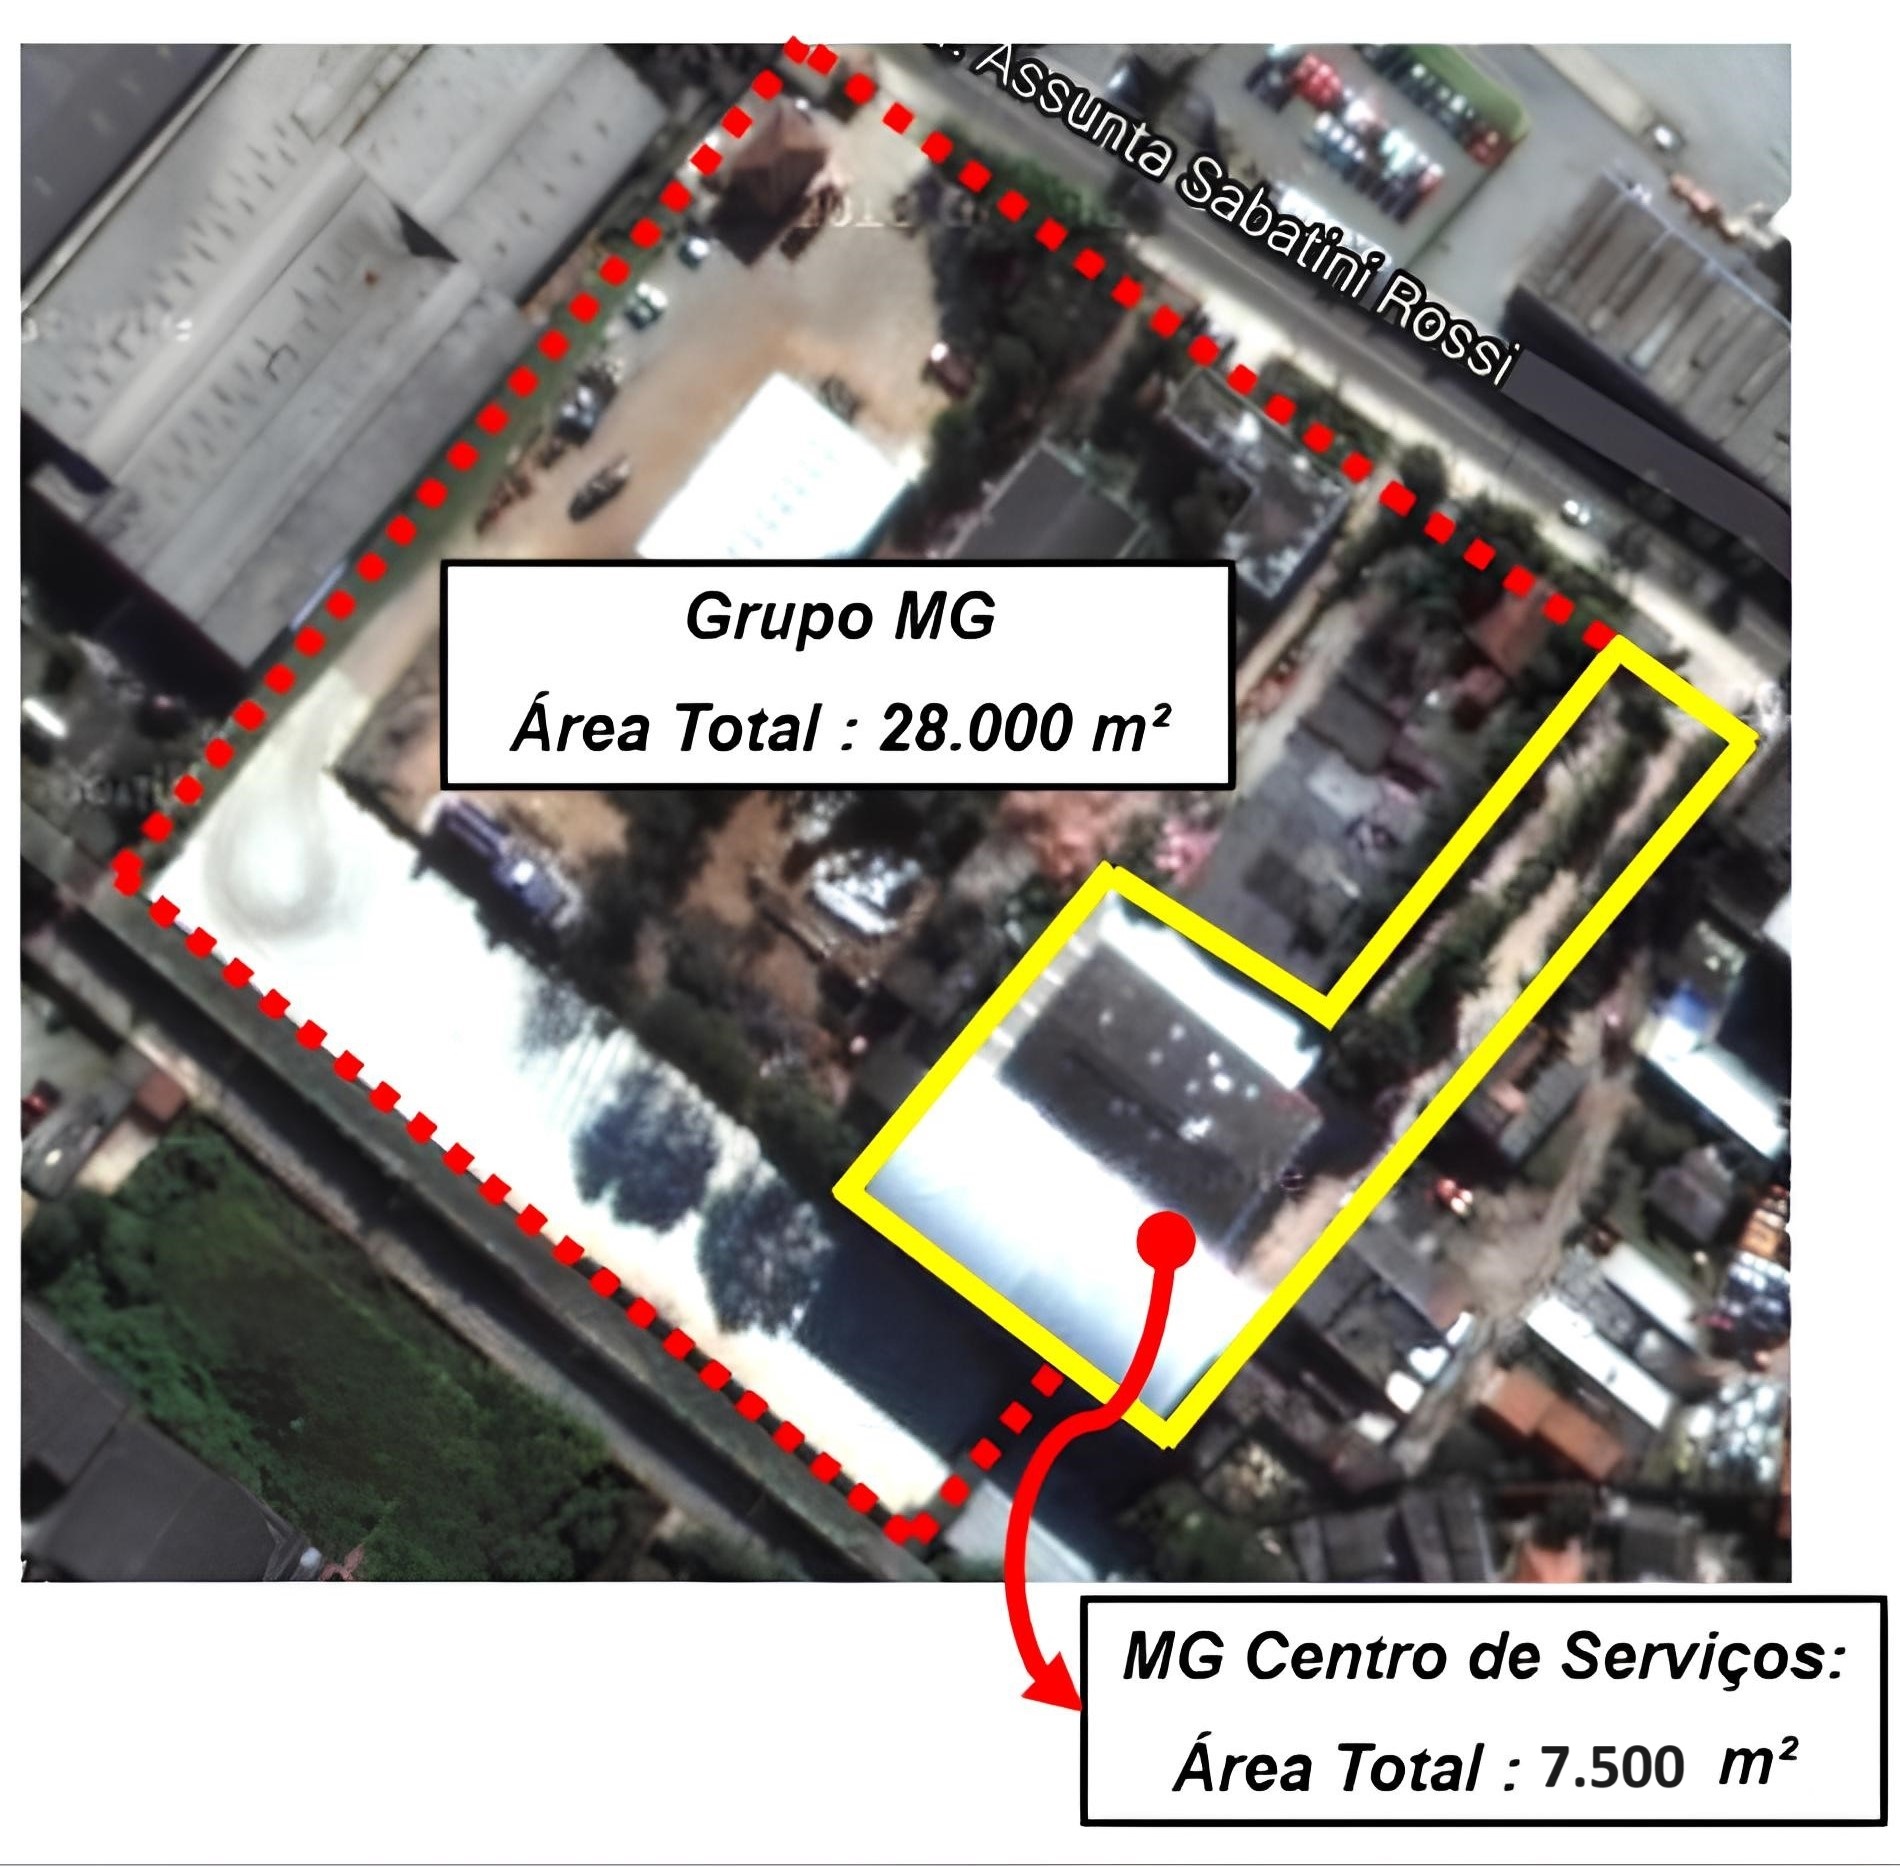 Assunta Sabatini Rossi
Grupo MG
Área Total : 28.000 m²
MG Centro de Serviços:
Área Total : 7.500 m²